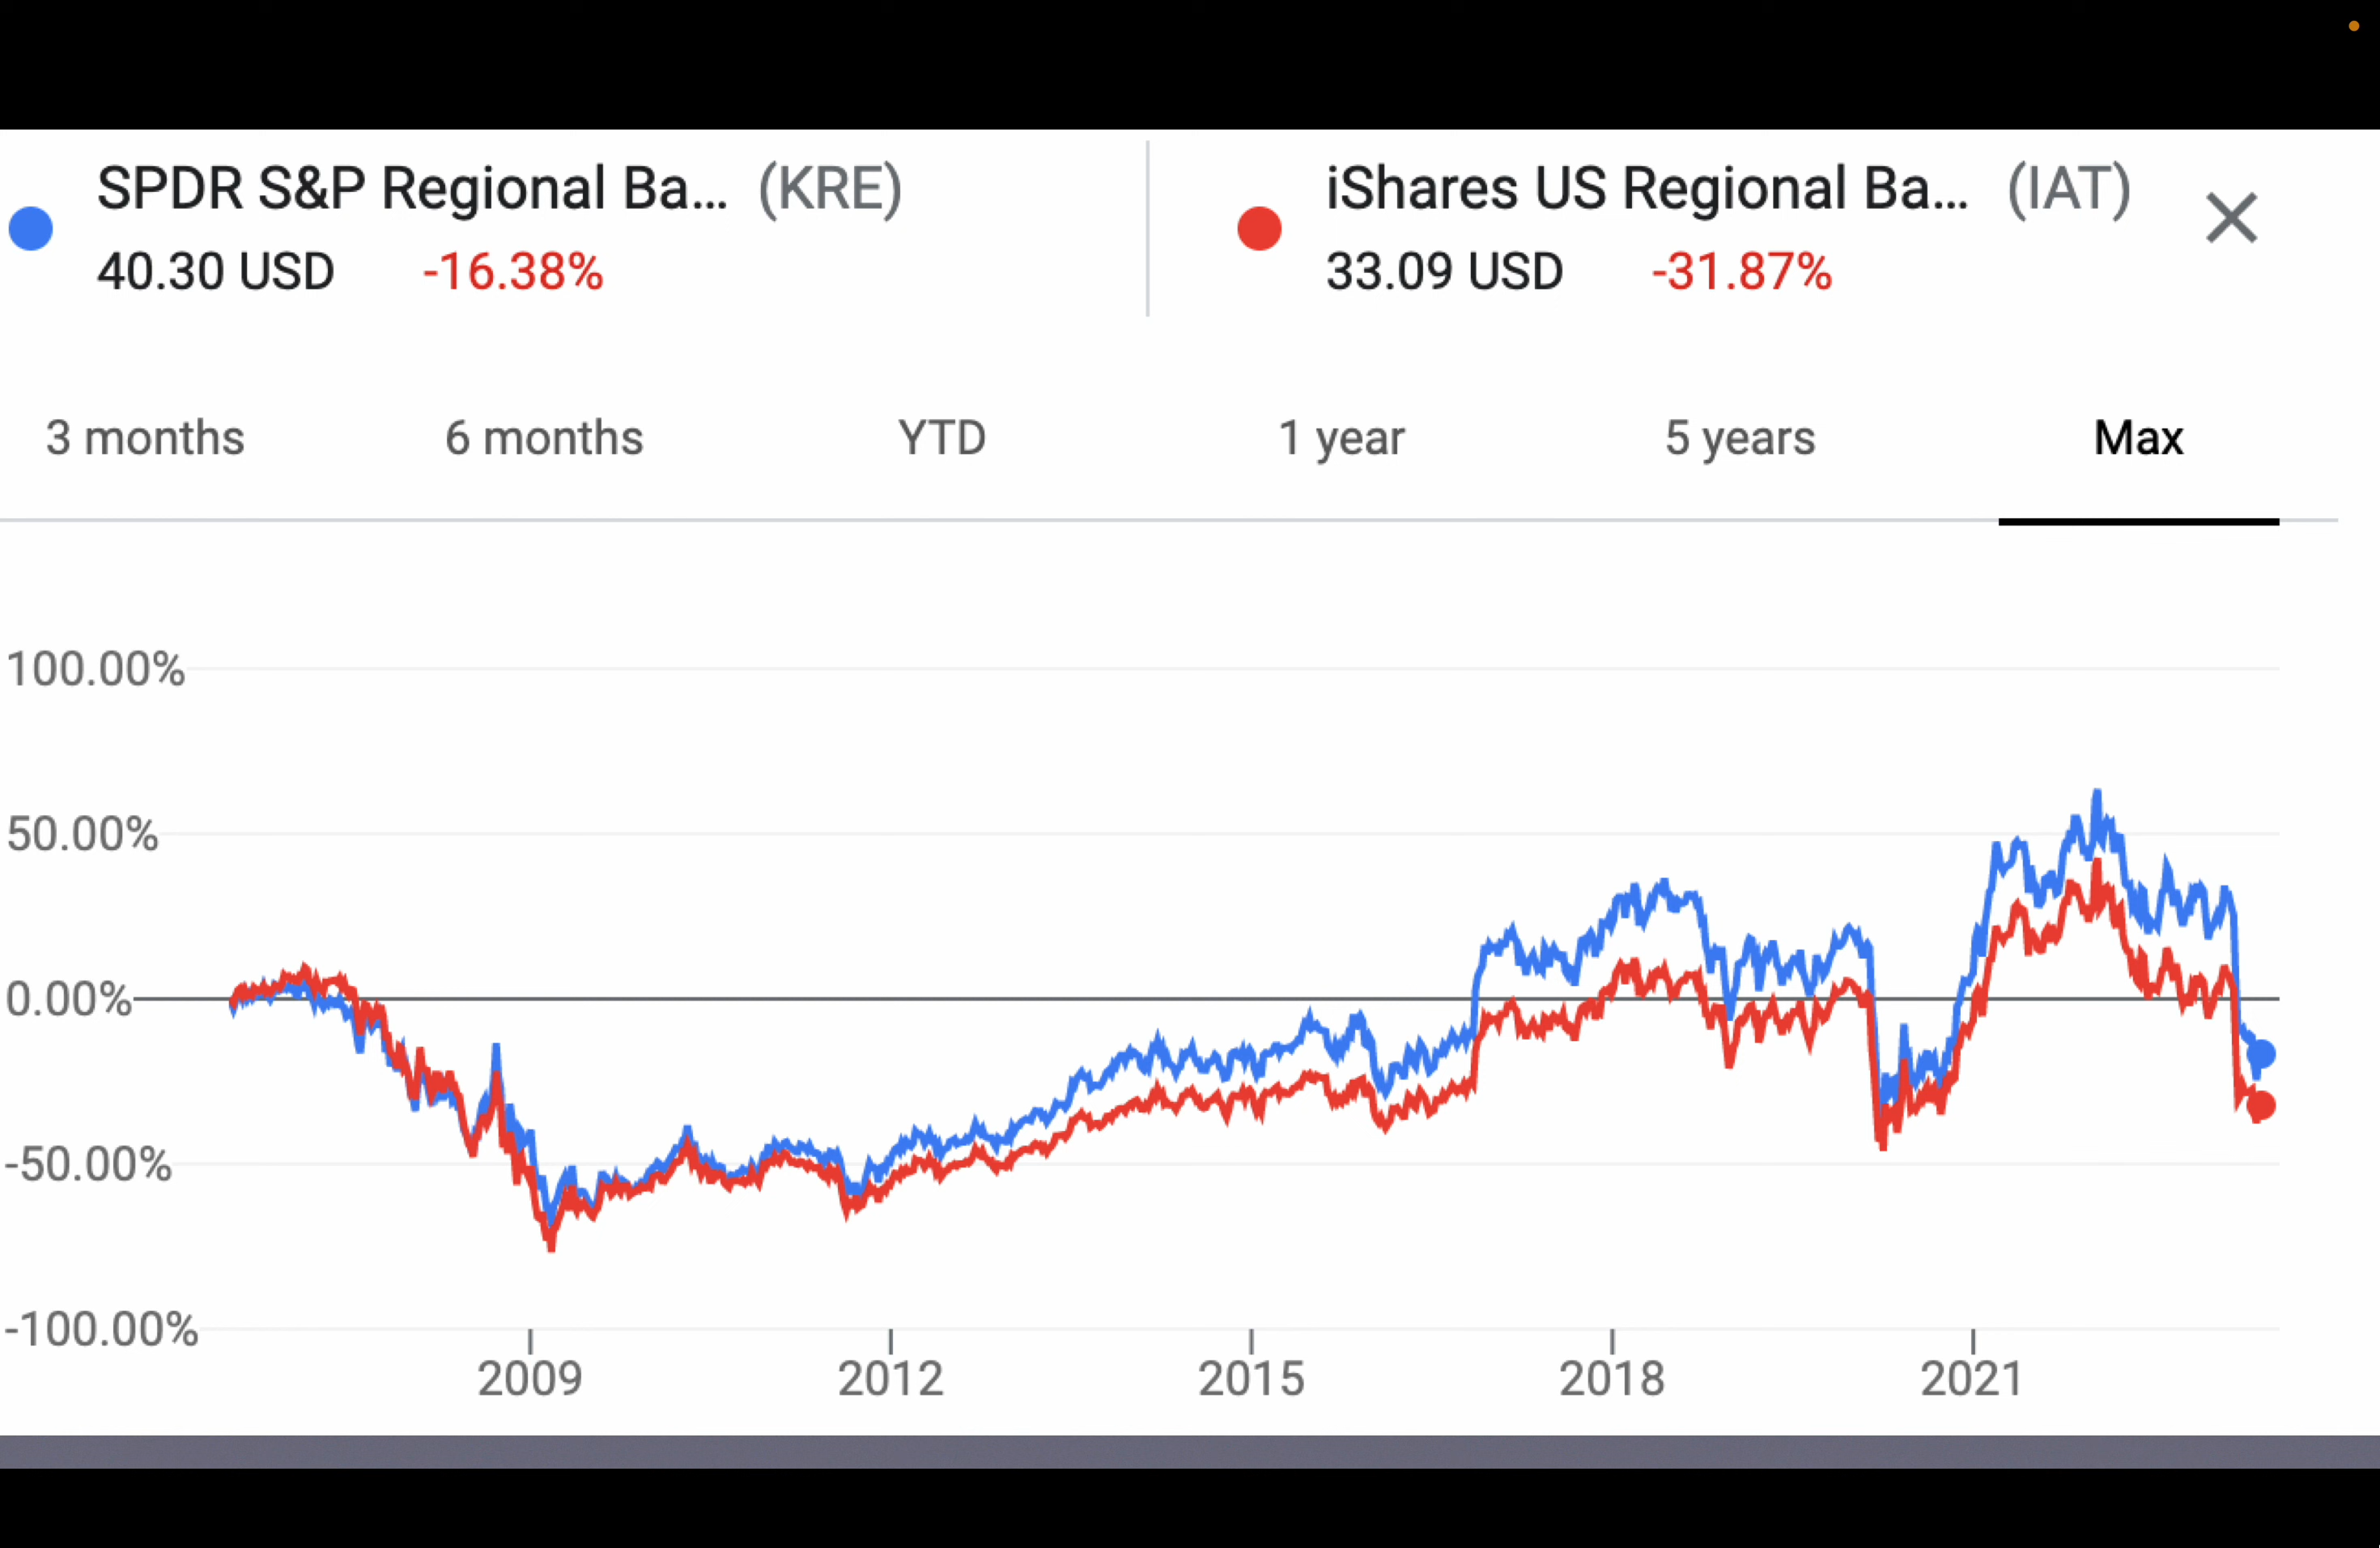 SPDR S&P Regional Ba... (KRE)
40.30 USD -16.38%
iShares US Regional Ba... (IAT)
33.09 USD -31.87%
3 months 6 months YTD 1 year 5 years Max
100.00%
50.00%
0.00%
-50.00%
-100.00%
2009 2012 2015 2018 2021